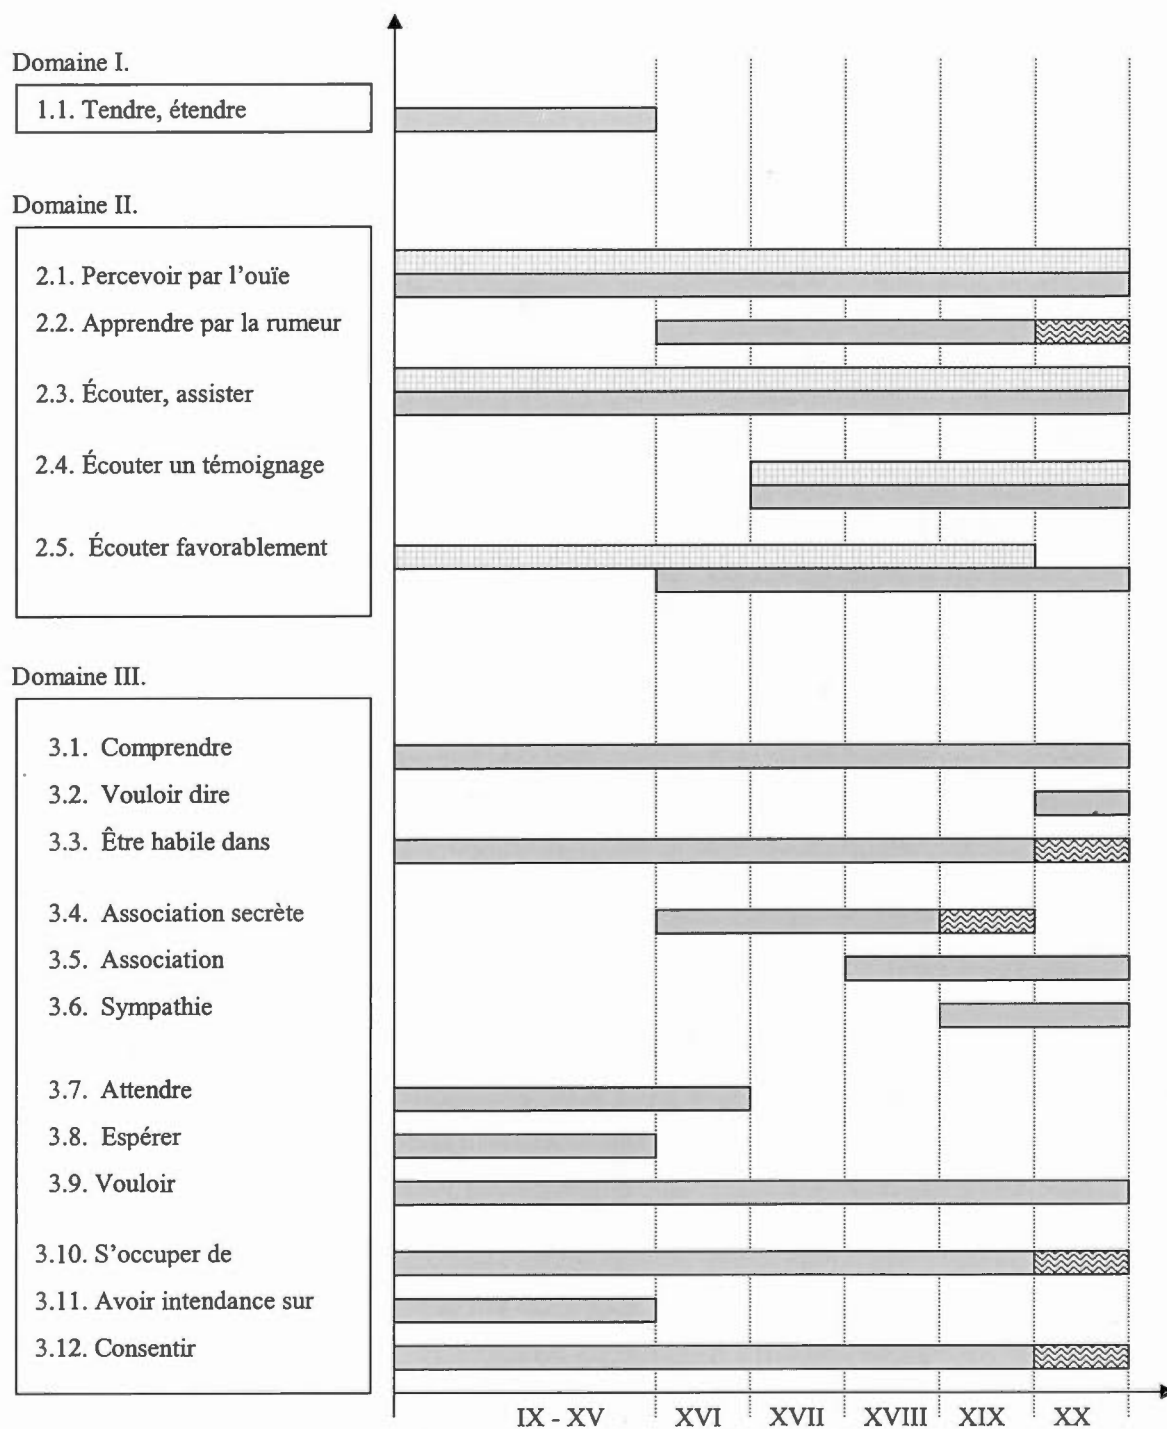 Domaine I.
1.1. Tendre, étendre
Domaine II.
2.1. Percevoir par l'ouïe
2.2. Apprendre par la rumeur
2.3. Écouter, assister
2.4. Écouter un témoignage
2.5. Écouter favorablement
Domaine III.
3.1. Comprendre
3.2. Vouloir dire
3.3. Être habile dans
3.4. Association secrète
3.5. Association
3.6. Sympathie
3.7. Attendre
3.8. Espérer
3.9. Vouloir
3.10. S'occuper de
3.11. Avoir intendance sur
3.12. Consentir
IX - XV XVI XVII XVIII XIX XX